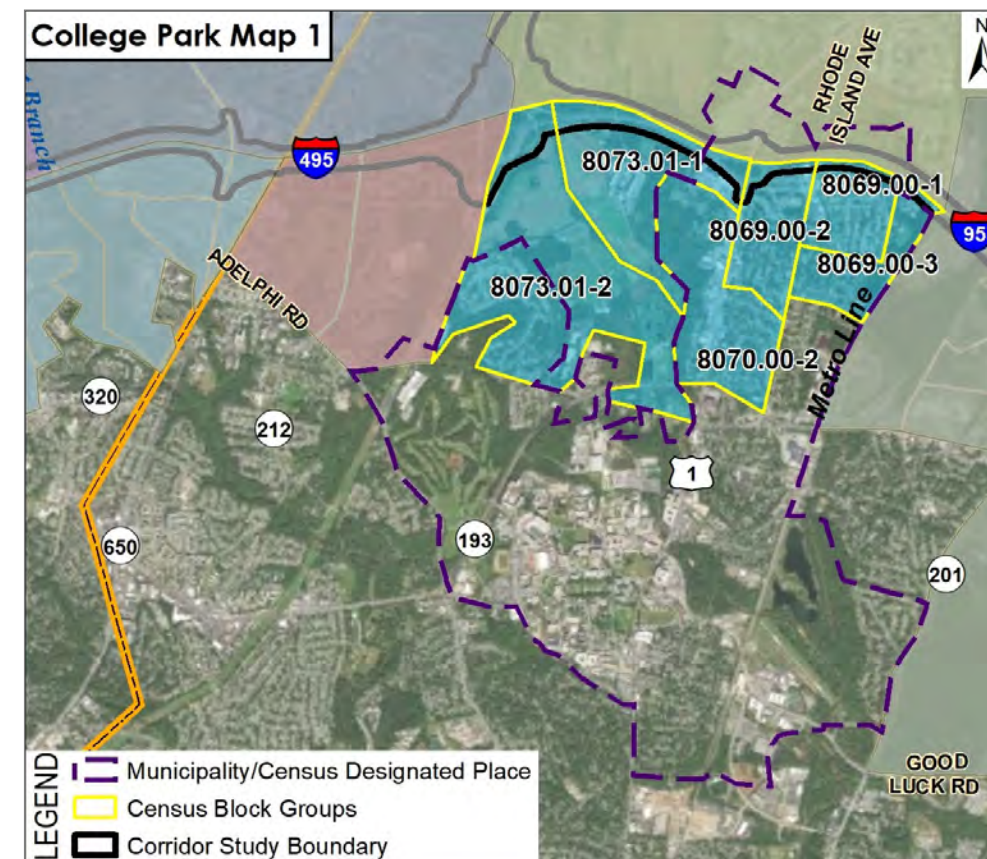 College Park Map 1
N
RHODE
ISLAND AVE
Branch
495
8073.01-1
8069.00-1
95
8069.00-2
8069.00-3
ADELPHI RD
8073.01-2
8070.00-2
Metro Line
320
212
1
193
650
201
GOOD
LUCK RD
LEGEND
Municipality/Census Designated Place
Census Block Groups
Corridor Study Boundary